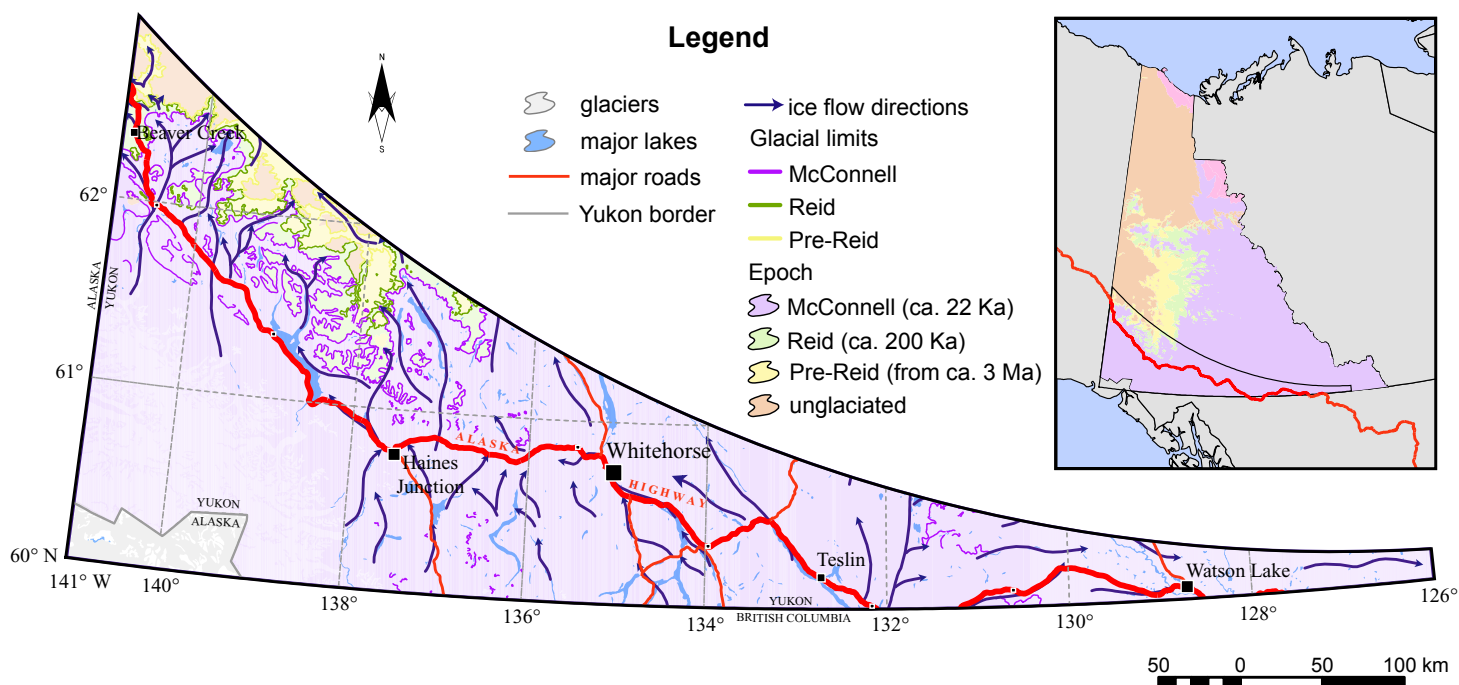 Legend
N
S
glaciers
major lakes
major roads
Yukon border
ice flow directions
Glacial limits
McConnell
Reid
Pre-Reid
Epoch
McConnell (ca. 22 Ka)
Reid (ca. 200 Ka)
Pre-Reid (from ca. 3 Ma)
unglaciated
Beaver Creek
62°
ALASKA
YUKON
61°
ALASKA
HIGHWAY
Whitehorse
Haines
Junction
YUKON
ALASKA
60° N
141° W
140°
138°
136°
134°
132°
130°
128°
126°
Teslin
Watson Lake
YUKON
BRITISH COLUMBIA
50 0 50 100 km